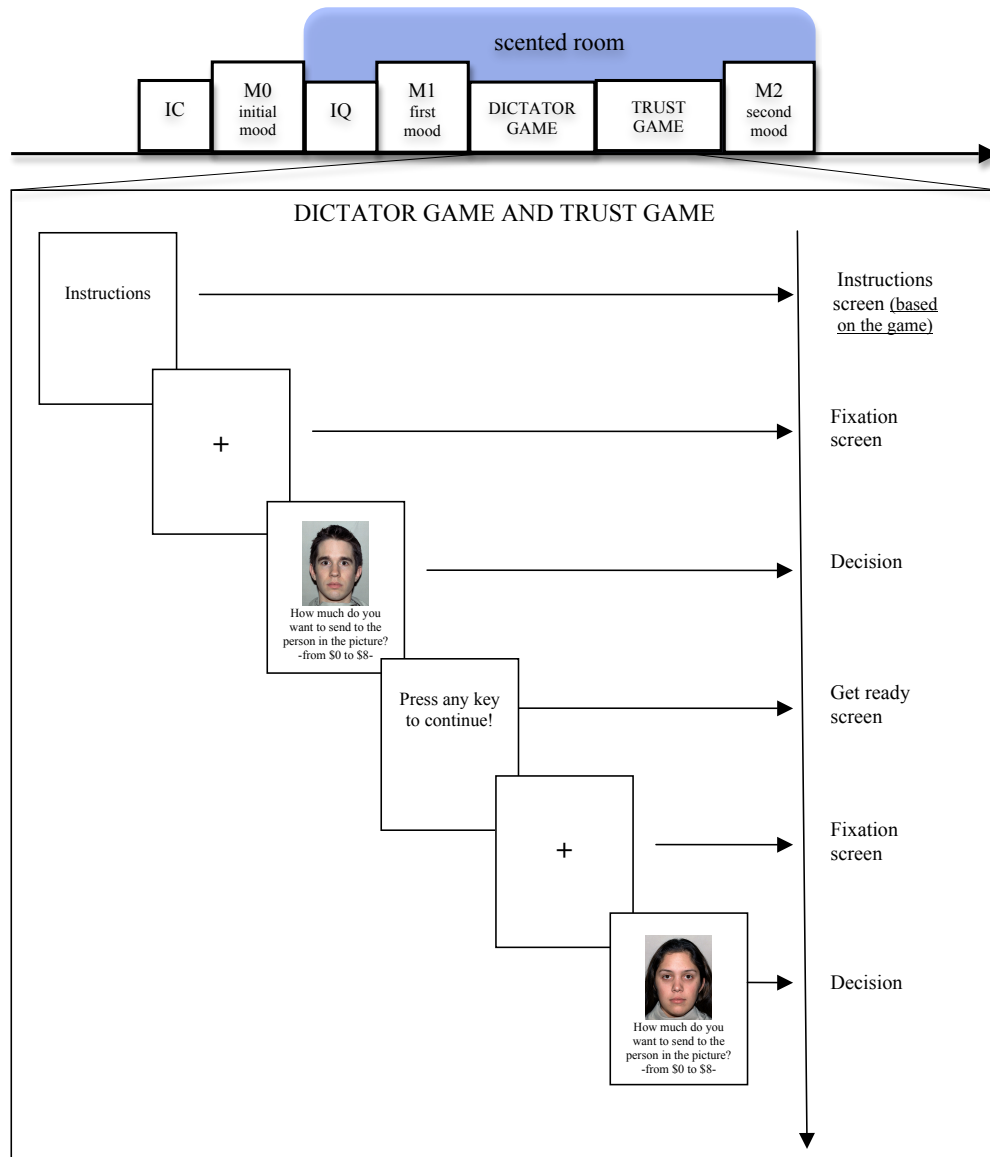 scented room
IC
M0
initial
mood
IQ
M1
first
mood
DICTATOR
GAME
TRUST
GAME
M2
second
mood
DICTATOR GAME AND TRUST GAME
Instructions
Instructions
screen (based
on the game)
+
Fixation
screen
How much do you
want to send to the
person in the picture?
-from $0 to $8-
Decision
Press any key
to continue!
Get ready
screen
+
Fixation
screen
How much do you
want to send to the
person in the picture?
-from $0 to $8-
Decision